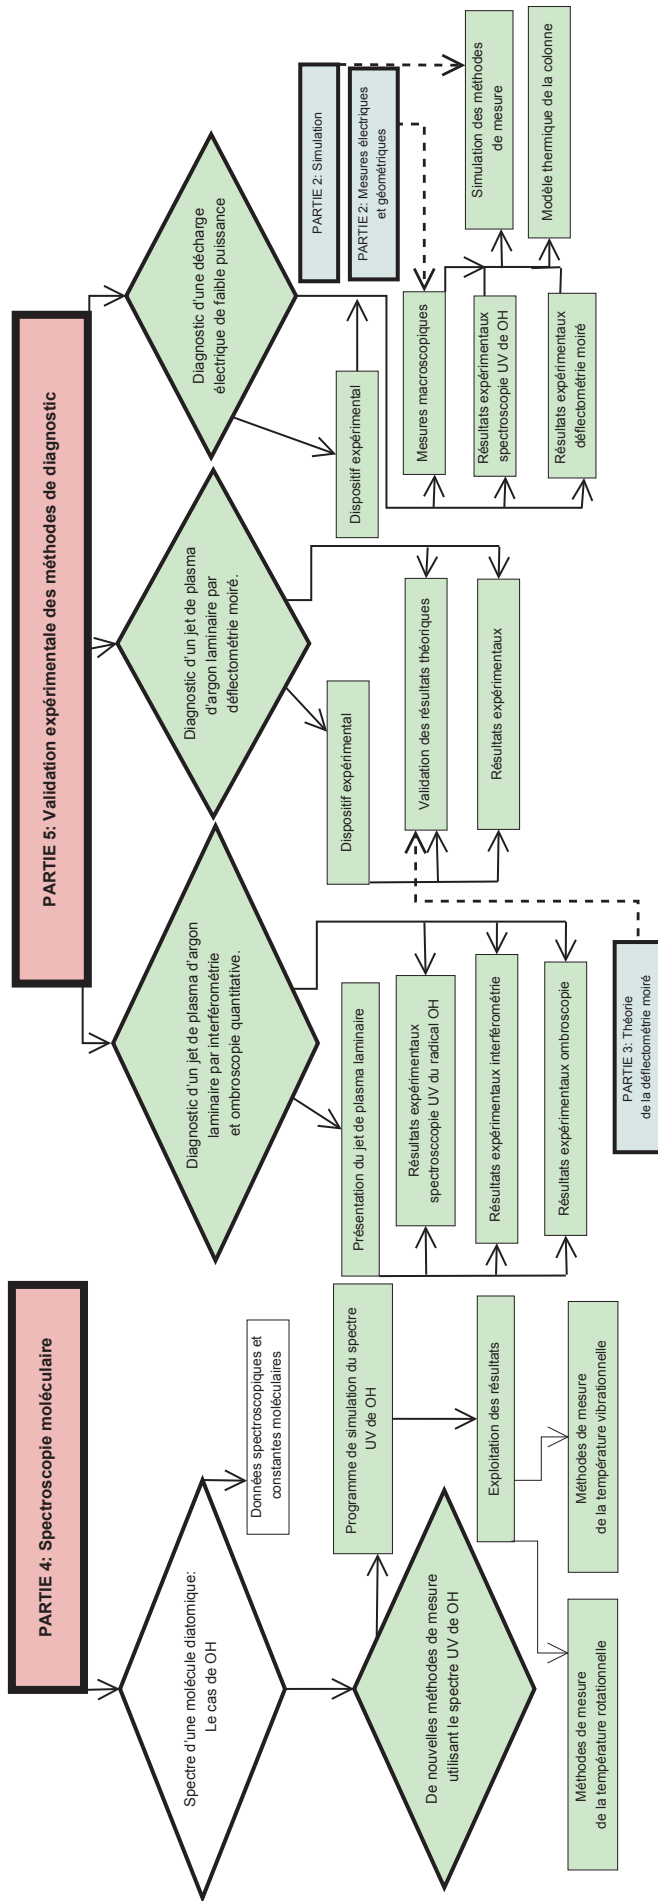 PARTIE 4: Spectroscopie moléculaire
Spectre d'une molécule diatomique:
Le cas de OH
Données spectroscopiques et
constantes moléculaires
De nouvelles méthodes de mesure
utilisant le spectre UV de OH
Programme de simulation du spectre
UV de OH
Exploitation des résultats
Méthodes de mesure
de la température rotationnelle
Méthodes de mesure
de la température vibrationnelle
PARTIE 5: Validation expérimentale des méthodes de diagnostic
Diagnostic d'un jet de plasma d'argon
laminaire par interférométrie
et ombroscopie quantitative.
Présentation du jet de plasma laminaire
Résultats expérimentaux
spectrosccopie UV du radical OH
Résultats expérimentaux interférométrie
Résultats expérimentaux ombroscopie
Diagnostic d'un jet de plasma
d'argon laminaire par
déflectométrie moiré.
Dispositif expérimental
Validation des résultats théoriques
Résultats expérimentaux
PARTIE 3: Théorie
de la déflectométrie moiré
Diagnostic d'une décharge
électrique de faible puissance
Dispositif expérimental
Mesures macroscopiques
Résultats expérimentaux
spectroscopie UV de OH
Résultats expérimentaux
déflectométrie moiré
PARTIE 2: Simulation
PARTIE 2: Mesures électriques
et géométriques
Simulation des méthodes
de mesure
Modèle thermique de la colonne